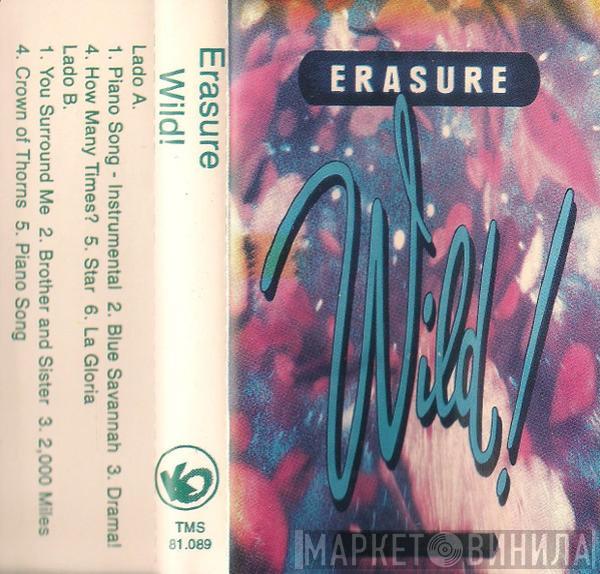 ERASURE
Wild!
Erasure
Wild!
TMS
81.089
Lado A.
1. Piano Song - Instrumental 2. Blue Savannah 3. Drama!
4. How Many Times? 5. Star 6. La Gloria
Lado B.
1. You Surround Me 2. Brother and Sister 3. 2,000 Milles
4. Crown of Thorns 5. Piano Song
МАРКЕТ ВИНИЛА